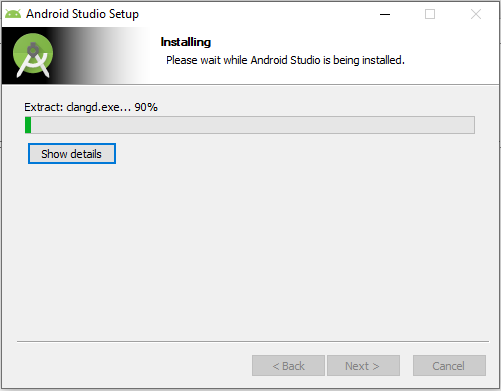 Android Studio Setup
Installing
Please wait while Android Studio is being installed.
Extract: clangd.exe... 90%
Show details
< Back
Next >
Cancel